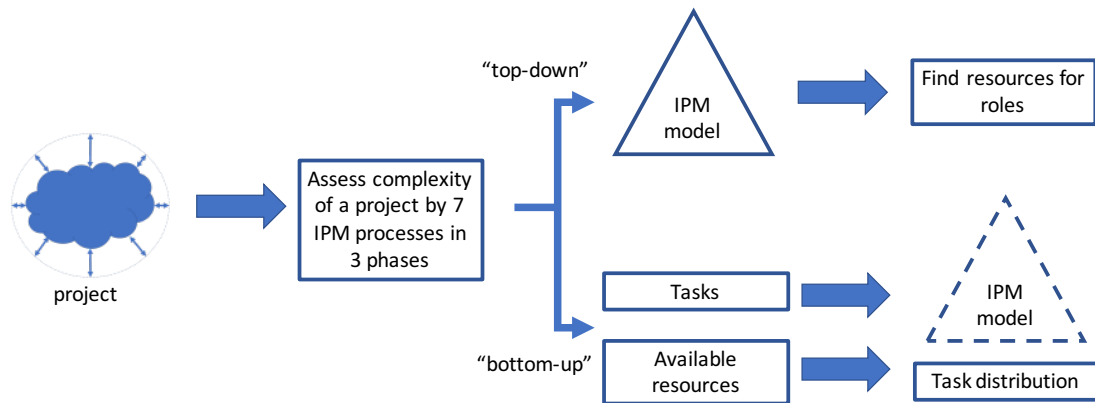 project
Assess complexity
of a project by 7
IPM processes in
3 phases
“top-down”
IPM
model
Find resources for
roles
“bottom-up”
Tasks
IPM
model
Available
resources
Task distribution